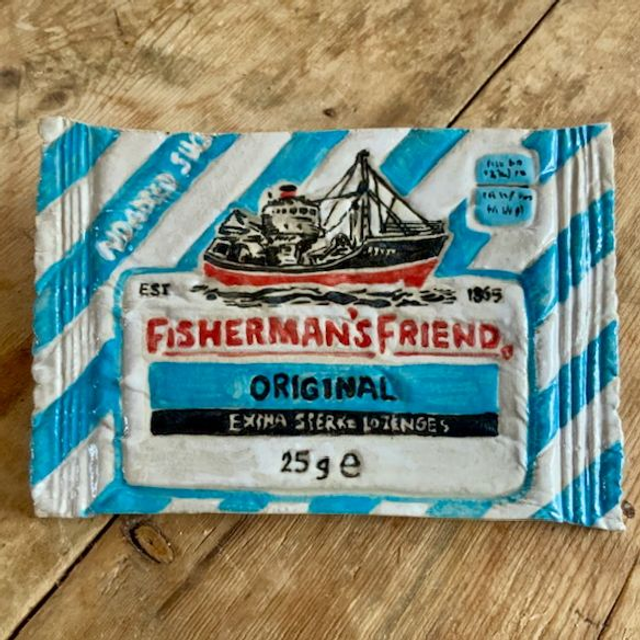 EST
1865
FISHERMAN'S FRIEND
ORIGINAL
EXTRA STERKE LOZENGES
25g e